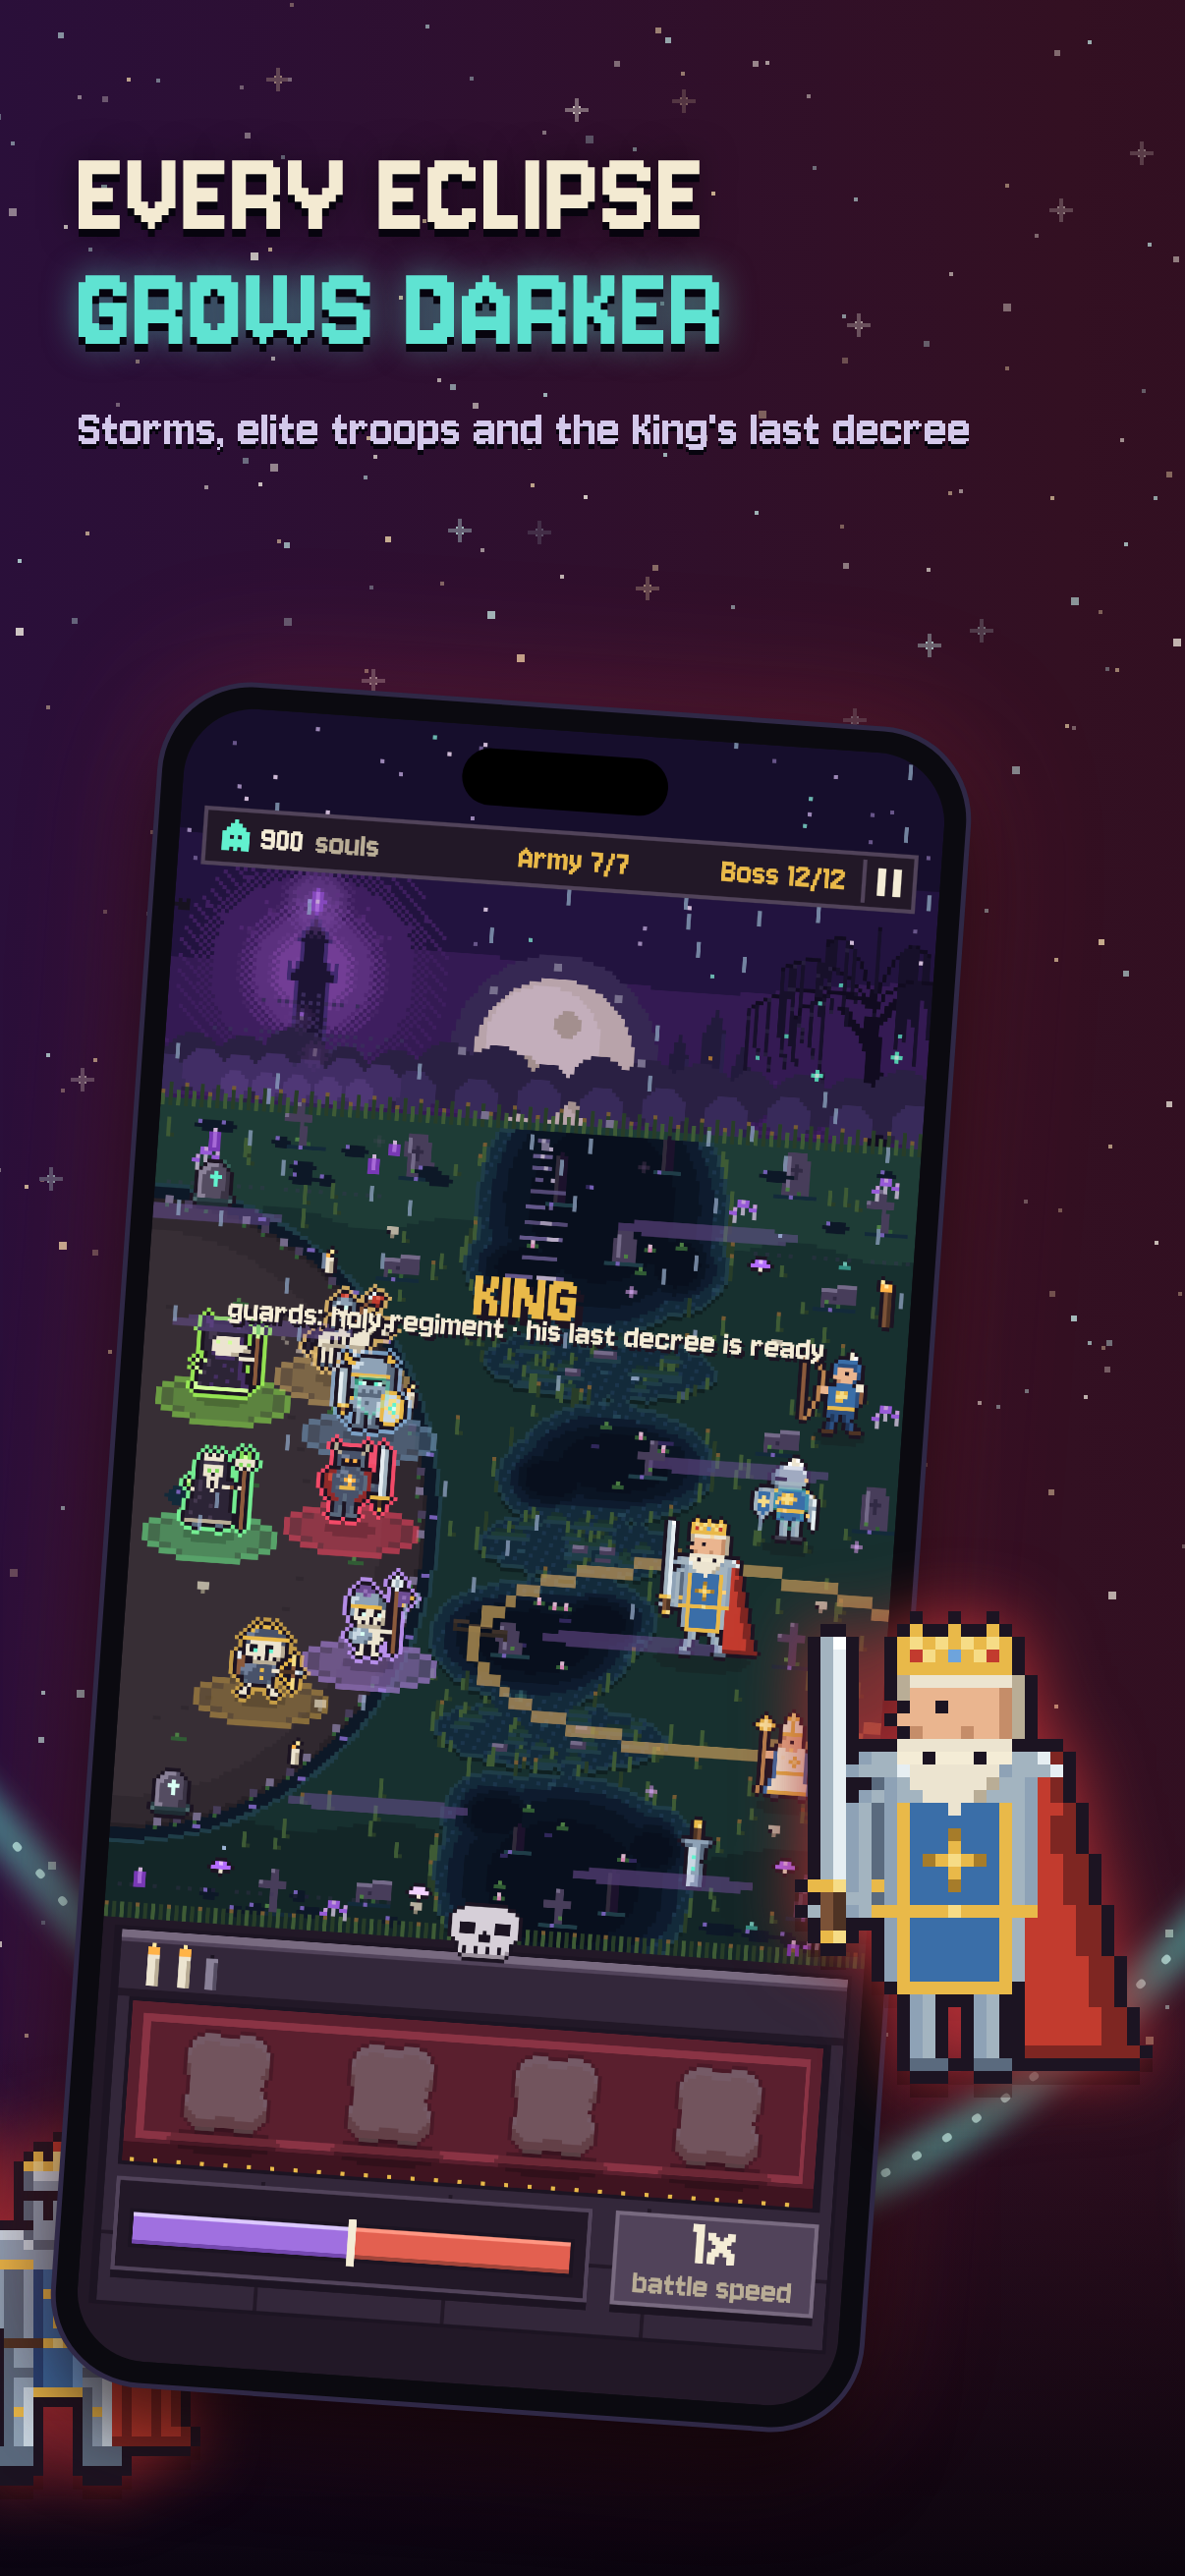 EVERY ECLIPSE
GROWS DARKER
Storms, elite troops and the King's last decree
900 souls
Army 7/7
Boss 12/12
KING
guards: holy regiment · his last decree is ready
1x
battle speed